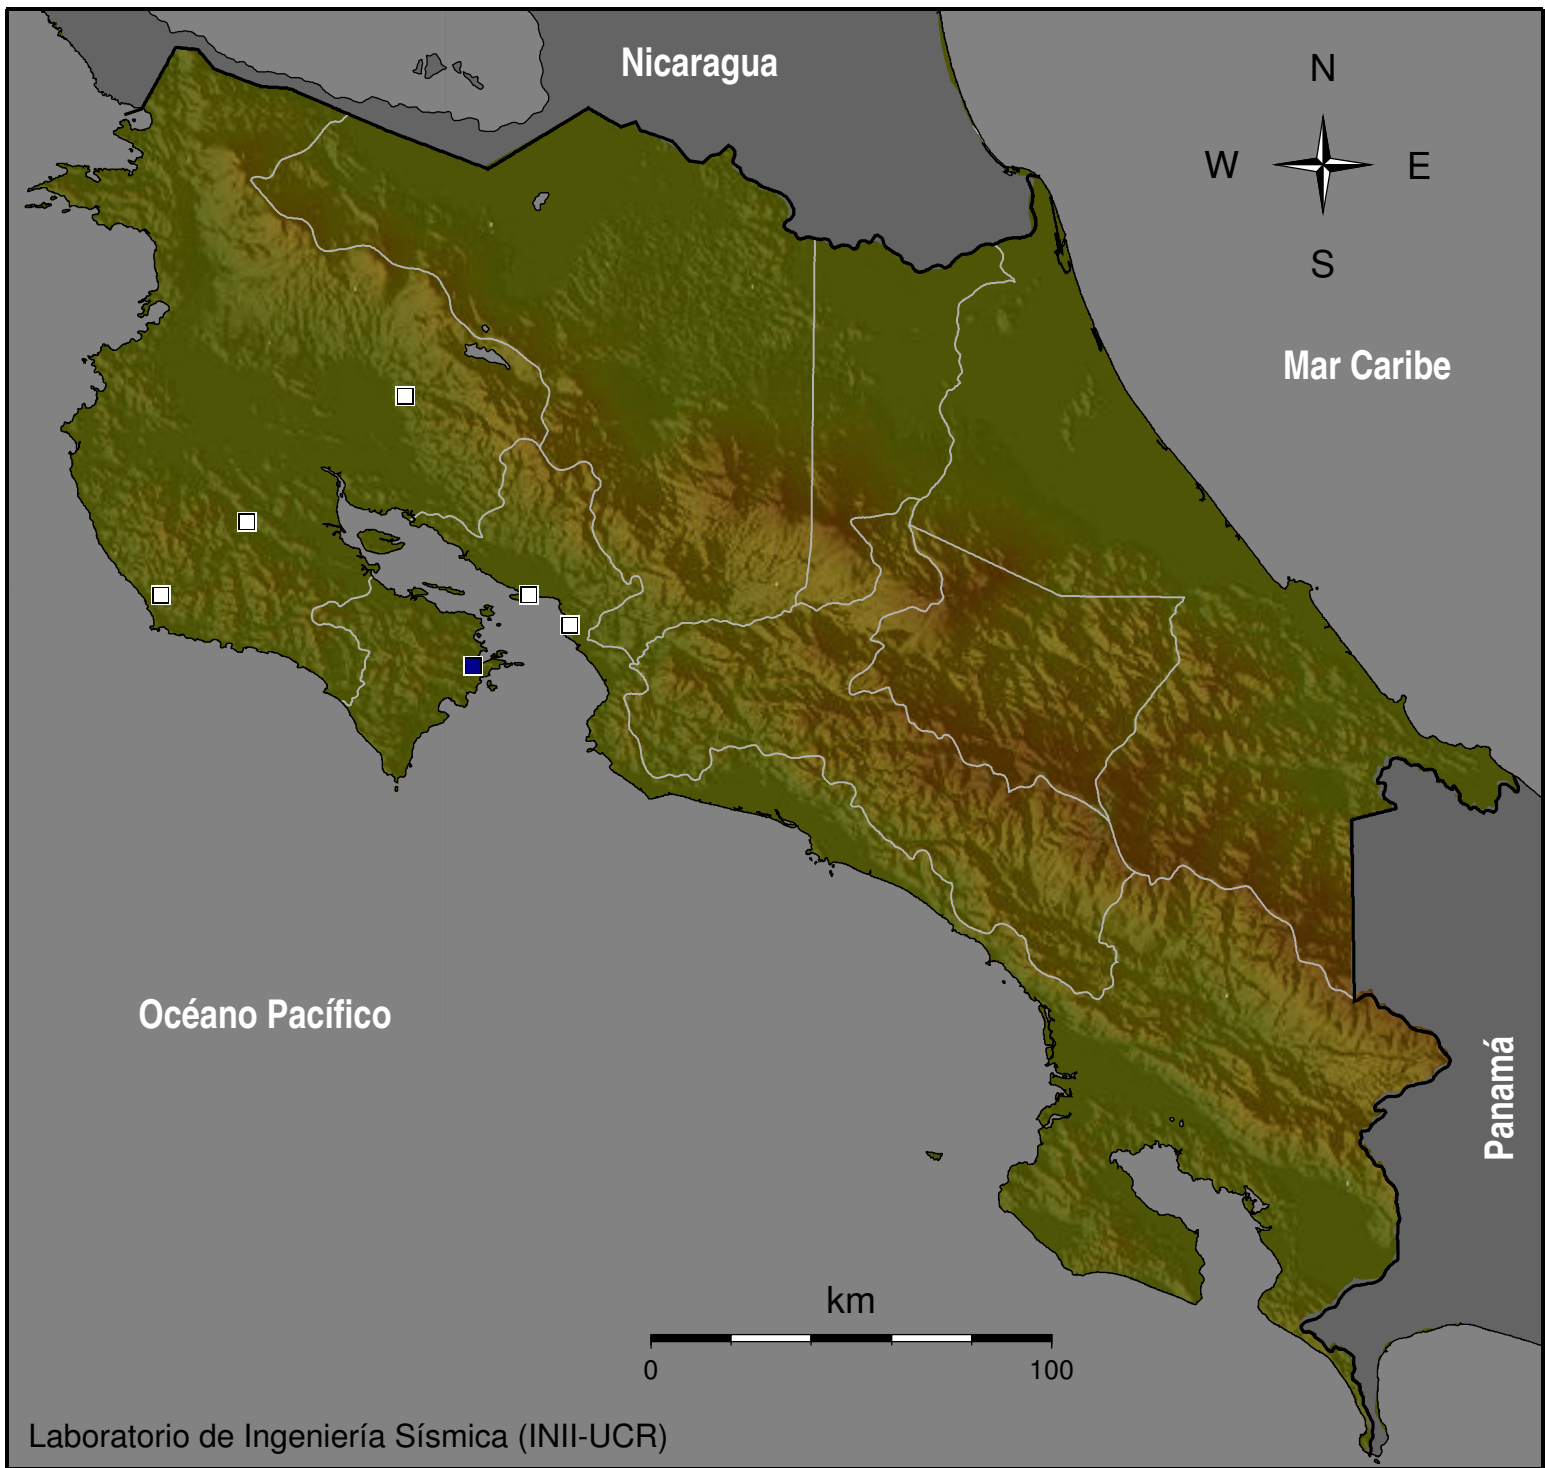 Nicaragua
N
W
E
S
Mar Caribe
Océano Pacífico
Panamá
km
0
100
Laboratorio de Ingeniería Sísmica (INII-UCR)